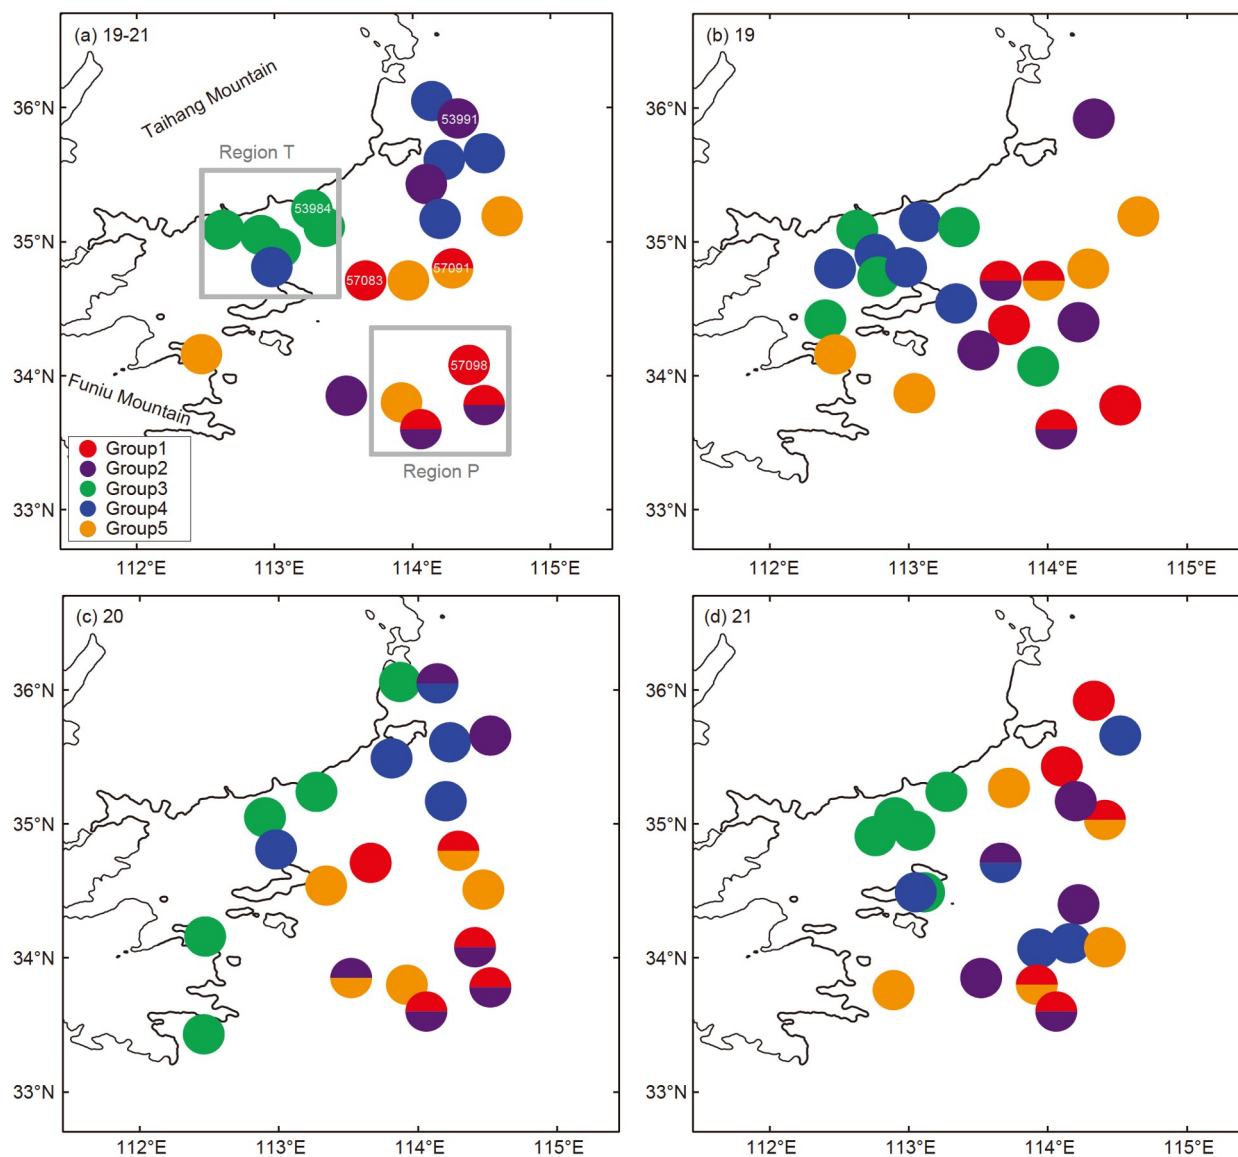 (a) 19-21
Taihang Mountain
36°N
53991
Region T
53984
35°N
57083
57091
34°N
57098
Funiu Mountain
Region P
Group1
Group2
Group3
Group4
Group5
33°N
112°E 113°E 114°E 115°E
(b) 19
36°N
35°N
34°N
33°N
112°E 113°E 114°E 115°E
(c) 20
36°N
35°N
34°N
33°N
112°E 113°E 114°E 115°E
(d) 21
36°N
35°N
34°N
33°N
112°E 113°E 114°E 115°E